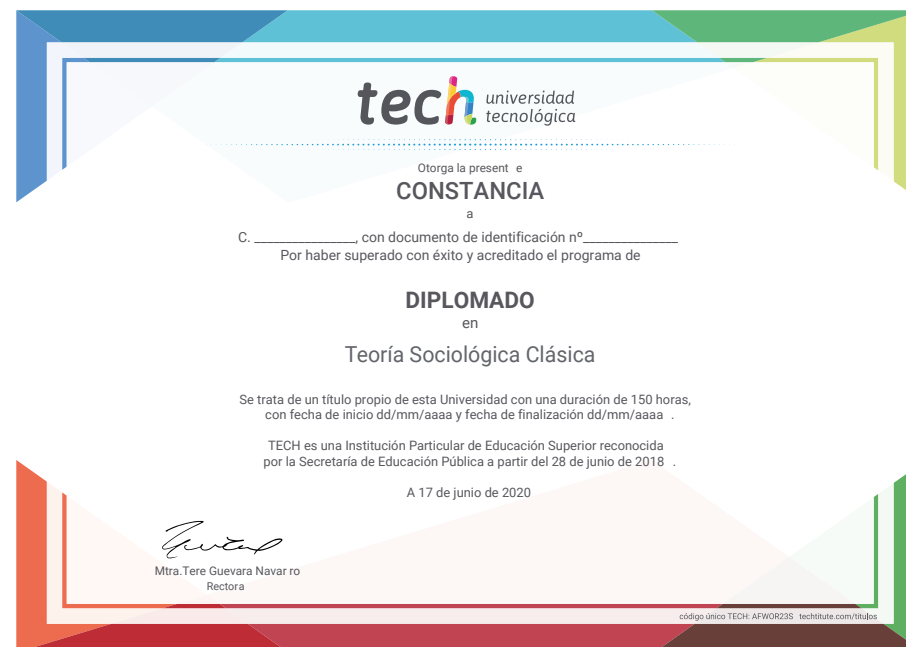 tech universidad
tecnológica
Otorga la present e
CONSTANCIA
a
C. _______________, con documento de identificación nº______________
Por haber superado con éxito y acreditado el programa de
DIPLOMADO
en
Teoría Sociológica Clásica
Se trata de un título propio de esta Universidad con una duración de 150 horas,
con fecha de inicio dd/mm/aaaa y fecha de finalización dd/mm/aaaa .
TECH es una Institución Particular de Educación Superior reconocida
por la Secretaría de Educación Pública a partir del 28 de junio de 2018 .
A 17 de junio de 2020
Mtra.Tere Guevara Navar ro
Rectora
código único TECH: AFWOR23S techtitute.com/titulos